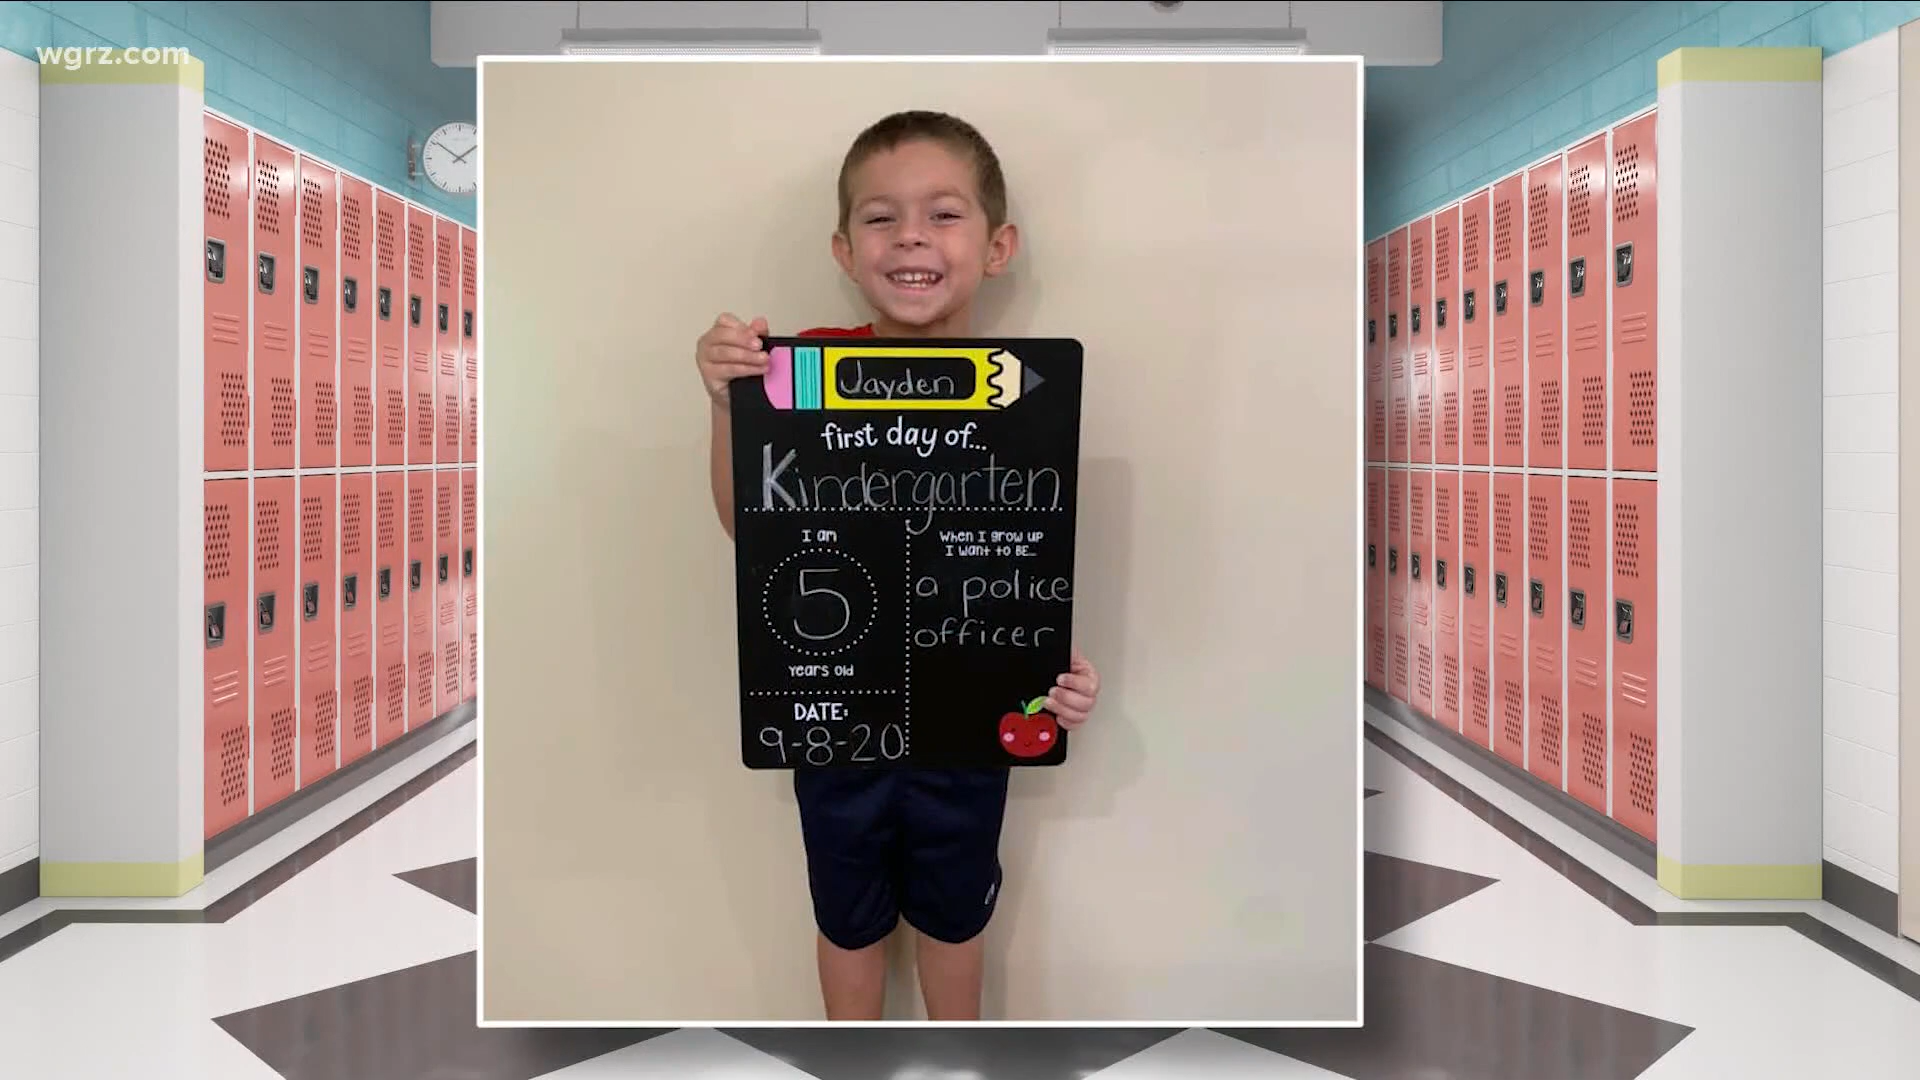 wgrz.com
Jayden
first day of...
Kindergarten
I am
5
years old
DATE:
9-8-20
When I grow up
I want to BE...
a police
officer